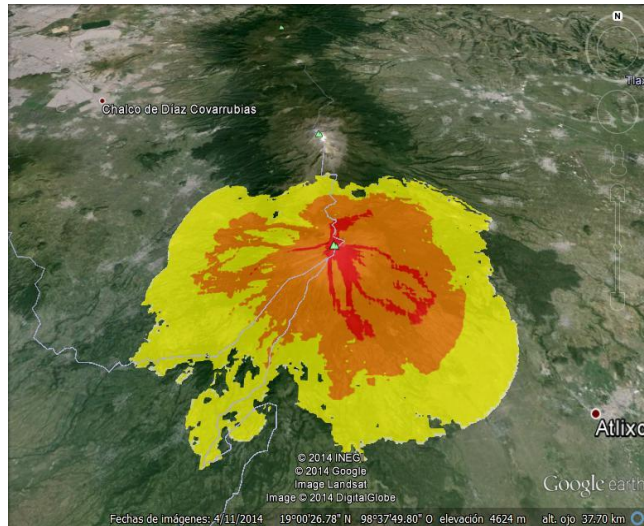 N
Tla
Chalco de Díaz Covarrubias
Atlixc
© 2014 INEGI
© 2014 Google
Image Landsat
Image © 2014 DigitalGlobe
Google earth
Fechas de imágenes: 4/11/2014 19°00'26.78" N 98°37'49.80" O elevación 4624 m alt. ojo 37.70 km